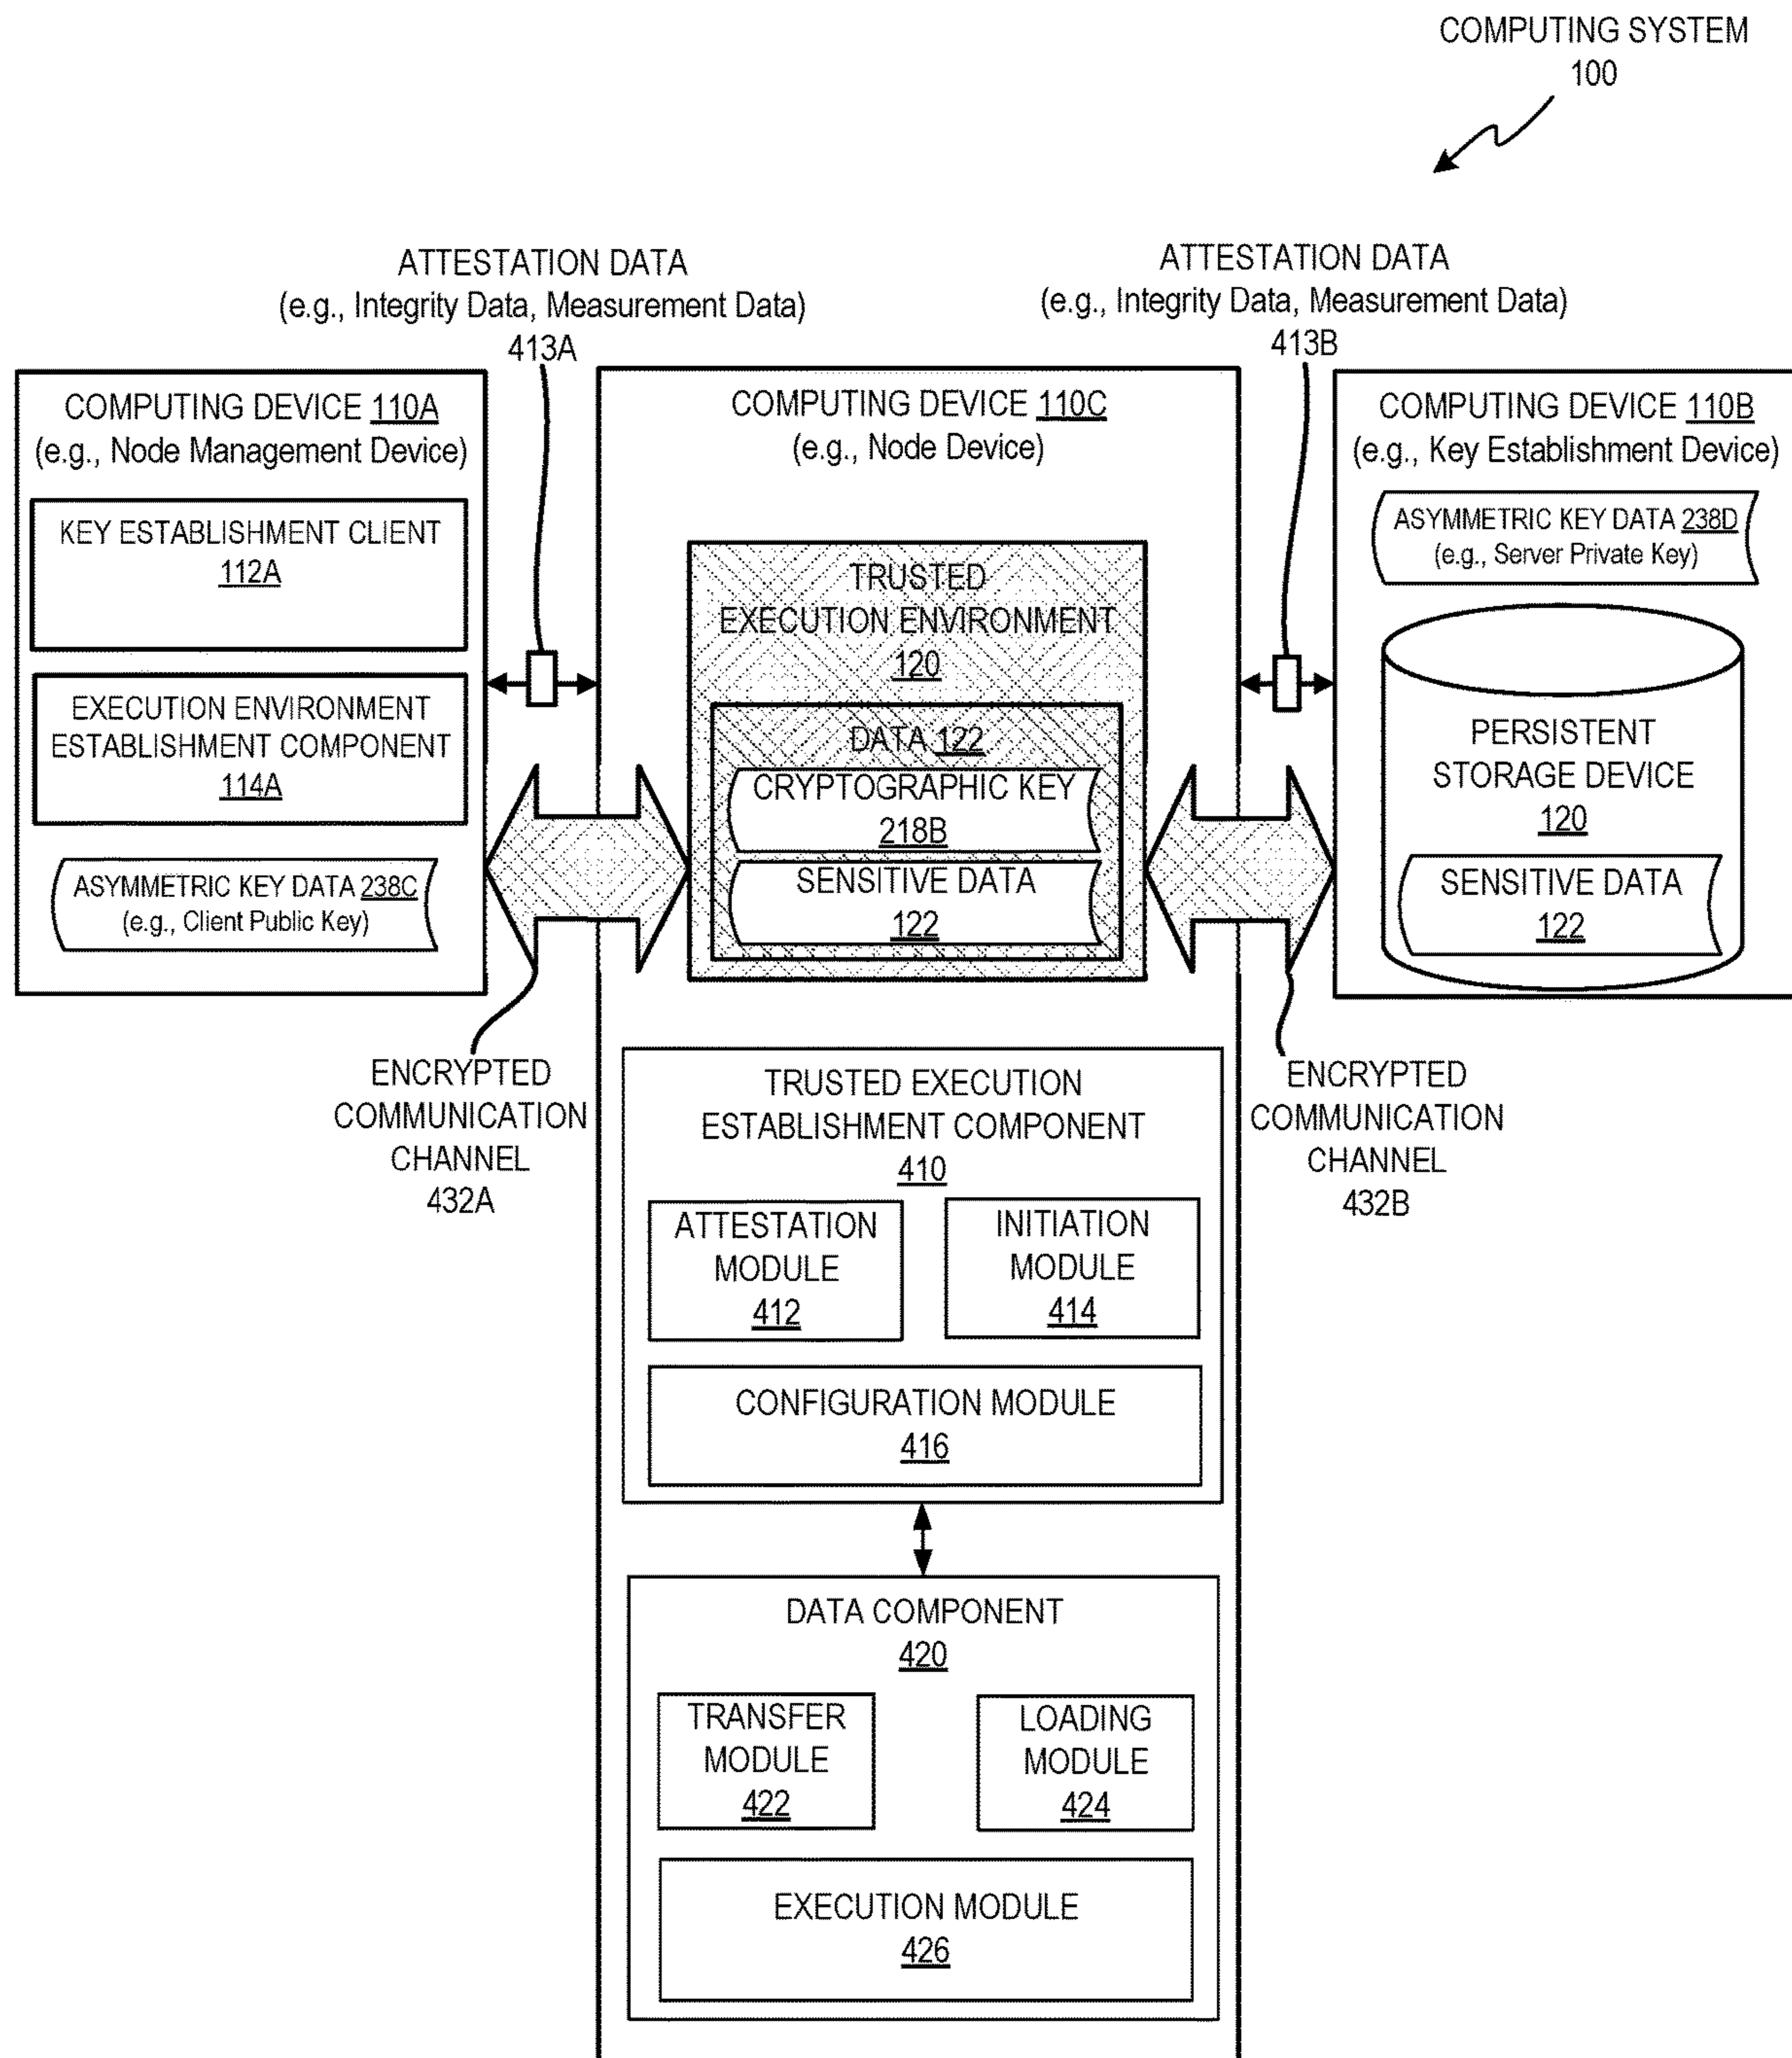 COMPUTING SYSTEM
100
ATTESTATION DATA
(e.g., Integrity Data, Measurement Data)
413A
ATTESTATION DATA
(e.g., Integrity Data, Measurement Data)
413B
COMPUTING DEVICE 110A
(e.g., Node Management Device)
KEY ESTABLISHMENT CLIENT
112A
EXECUTION ENVIRONMENT
ESTABLISHMENT COMPONENT
114A
ASYMMETRIC KEY DATA 238C
(e.g., Client Public Key)
COMPUTING DEVICE 110C
(e.g., Node Device)
TRUSTED
EXECUTION ENVIRONMENT
120
DATA 122
CRYPTOGRAPHIC KEY
218B
SENSITIVE DATA
122
COMPUTING DEVICE 110B
(e.g., Key Establishment Device)
ASYMMETRIC KEY DATA 238D
(e.g., Server Private Key)
PERSISTENT
STORAGE DEVICE
120
SENSITIVE DATA
122
ENCRYPTED
COMMUNICATION
CHANNEL
432A
ENCRYPTED
COMMUNICATION
CHANNEL
432B
TRUSTED EXECUTION
ESTABLISHMENT COMPONENT
410
ATTESTATION
MODULE
412
INITIATION
MODULE
414
CONFIGURATION MODULE
416
DATA COMPONENT
420
TRANSFER
MODULE
422
LOADING
MODULE
424
EXECUTION MODULE
426